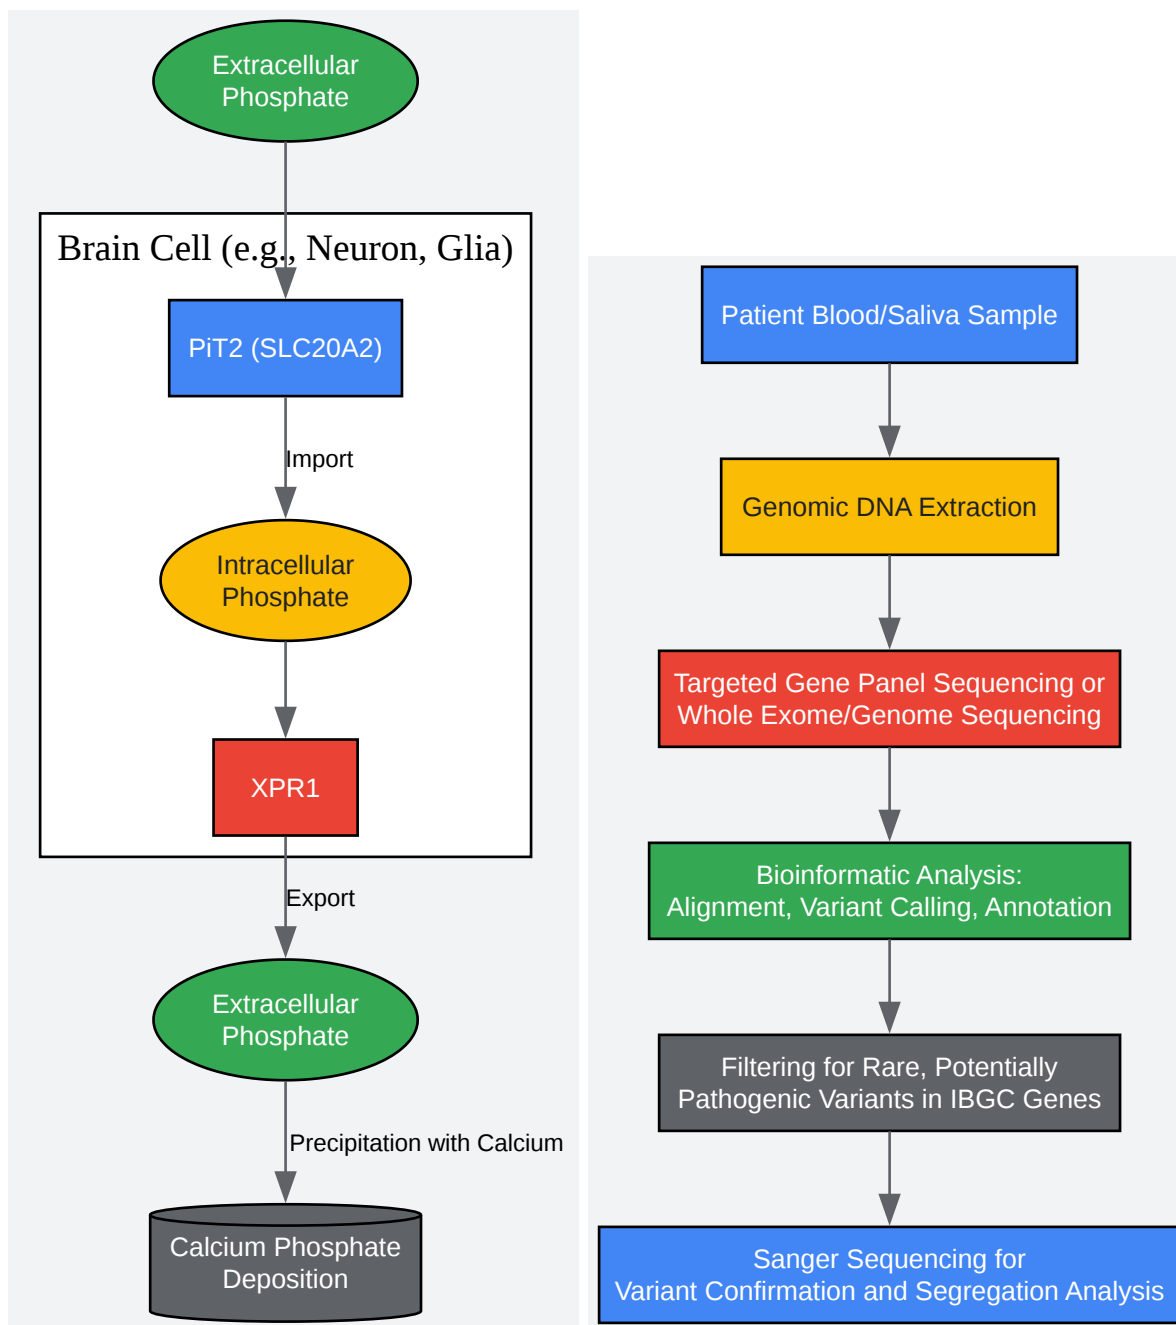 Extracellular
Phosphate
Brain Cell (e.g., Neuron, Glia)
PiT2 (SLC20A2)
Import
Intracellular
Phosphate
XPR1
Export
Extracellular
Phosphate
Precipitation with Calcium
Calcium Phosphate
Deposition
Patient Blood/Saliva Sample
Genomic DNA Extraction
Targeted Gene Panel Sequencing or
Whole Exome/Genome Sequencing
Bioinformatic Analysis:
Alignment, Variant Calling, Annotation
Filtering for Rare, Potentially
Pathogenic Variants in IBGC Genes
Sanger Sequencing for
Variant Confirmation and Segregation Analysis